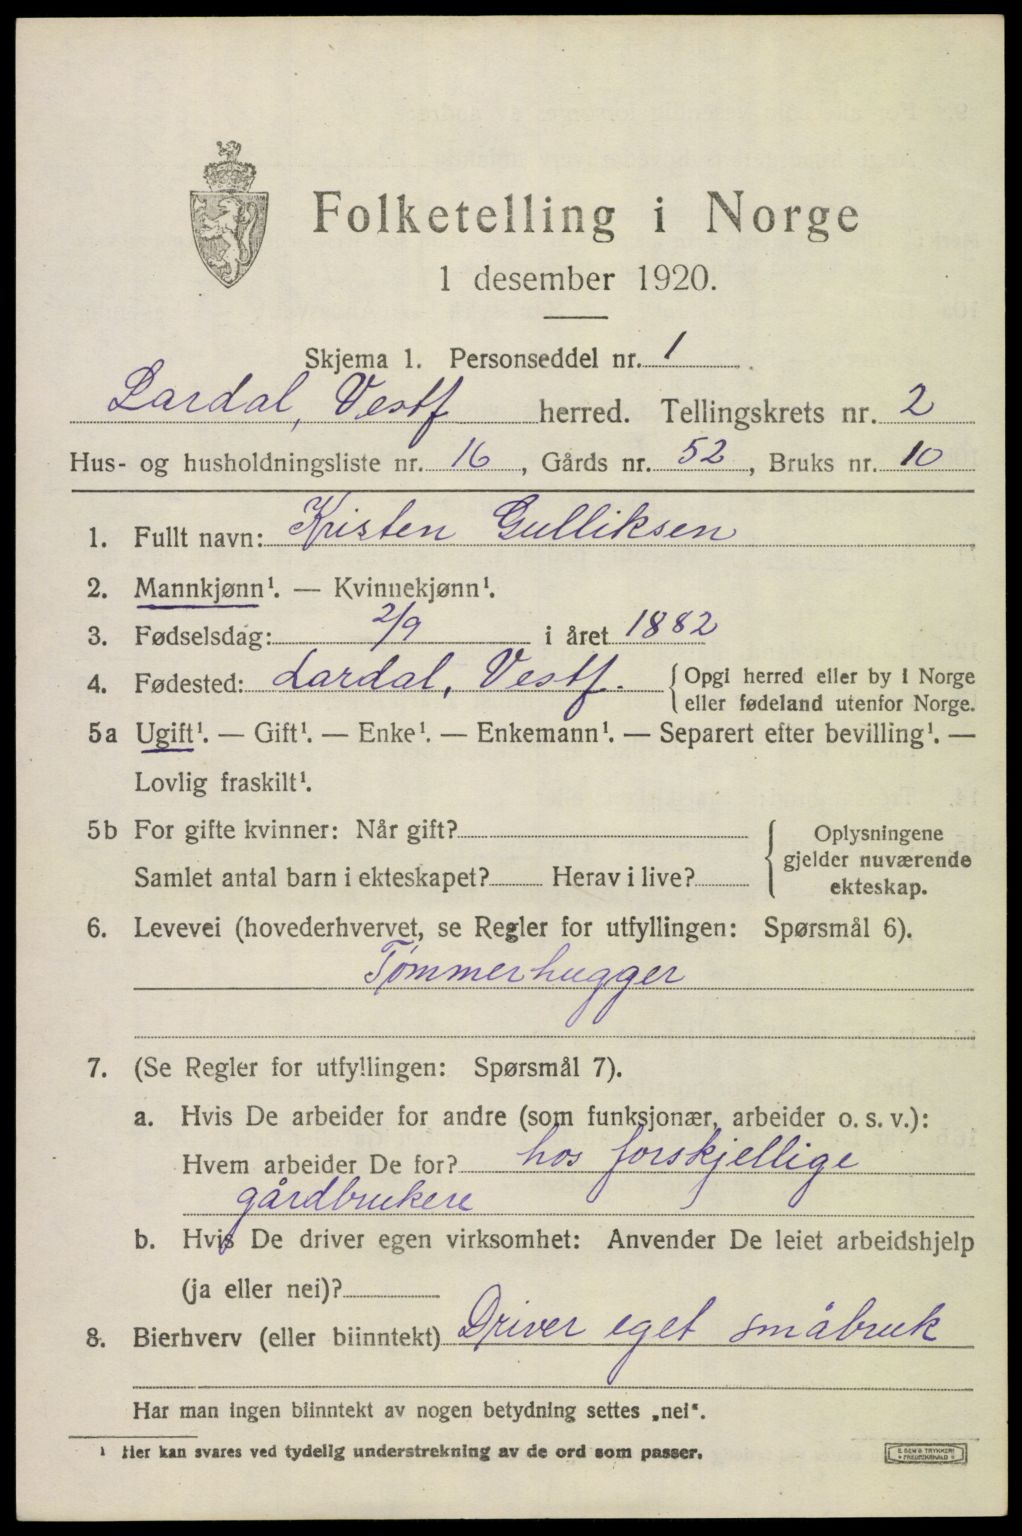 Folketelling i Norge
1 desember 1920.
Skjema 1. Personseddel nr. 1
Lardal, Vestf herred. Tellingskrets nr. 2
Hus- og husholdningsliste nr. 16, Gårds nr. 52, Bruks nr. 10
1. Fullt navn: Kristen Gulliksen
2. Mannkjønn¹. — Kvinnekjønn¹.
3. Fødselsdag: 2/9 i året 1882
4. Fødested: Lardal, Vestf. {Opgi herred eller by i Norge
eller fødeland utenfor Norge.
5a Ugift¹. — Gift¹. — Enke¹. — Enkemann¹. — Separert efter bevilling¹. —
Lovlig fraskilt¹.
5b For gifte kvinner: Når gift?
Samlet antal barn i ekteskapet? Herav i live?
{ Oplysningene
gjelder nuværende
ekteskap.
6. Levevei (hovederhvervet, se Regler for utfyllingen: Spørsmål 6).
Tømmerhugger
7. (Se Regler for utfyllingen: Spørsmål 7).
a. Hvis De arbeider for andre (som funksjonær, arbeider o. s. v.):
Hvem arbeider De for? hos forskjellige
gårdbrukere
b. Hvis De driver egen virksomhet: Anvender De leiet arbeidshjelp
(ja eller nei)?
8. Bierhverv (eller biinntekt) Driver eget småbruk
Har man ingen biinntekt av nogen betydning settes „nei“.
¹ Her kan svares ved tydelig understrekning av de ord som passer.